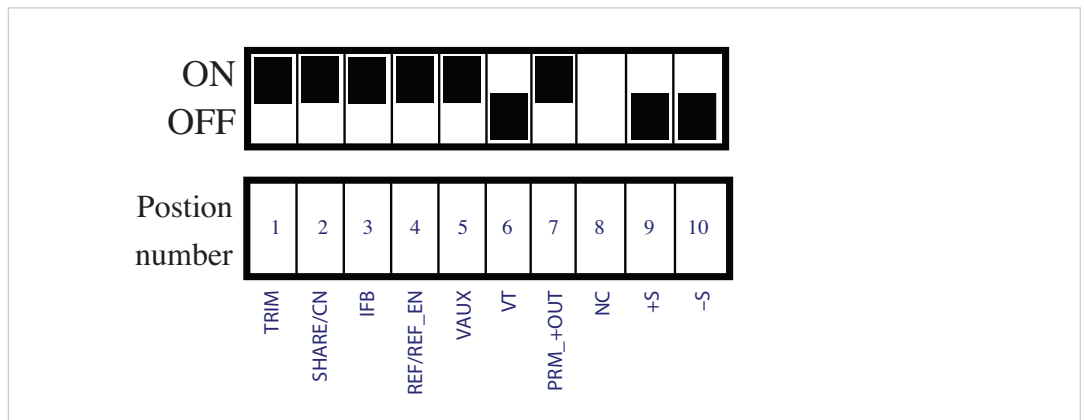 ON
OFF
Postion
number
1 2 3 4 5 6 7 8 9 10
TRIM
SHARE/CN
IFB
REF/REF_EN
VAUX
VT
PRM_+OUT
NC
+S
–S